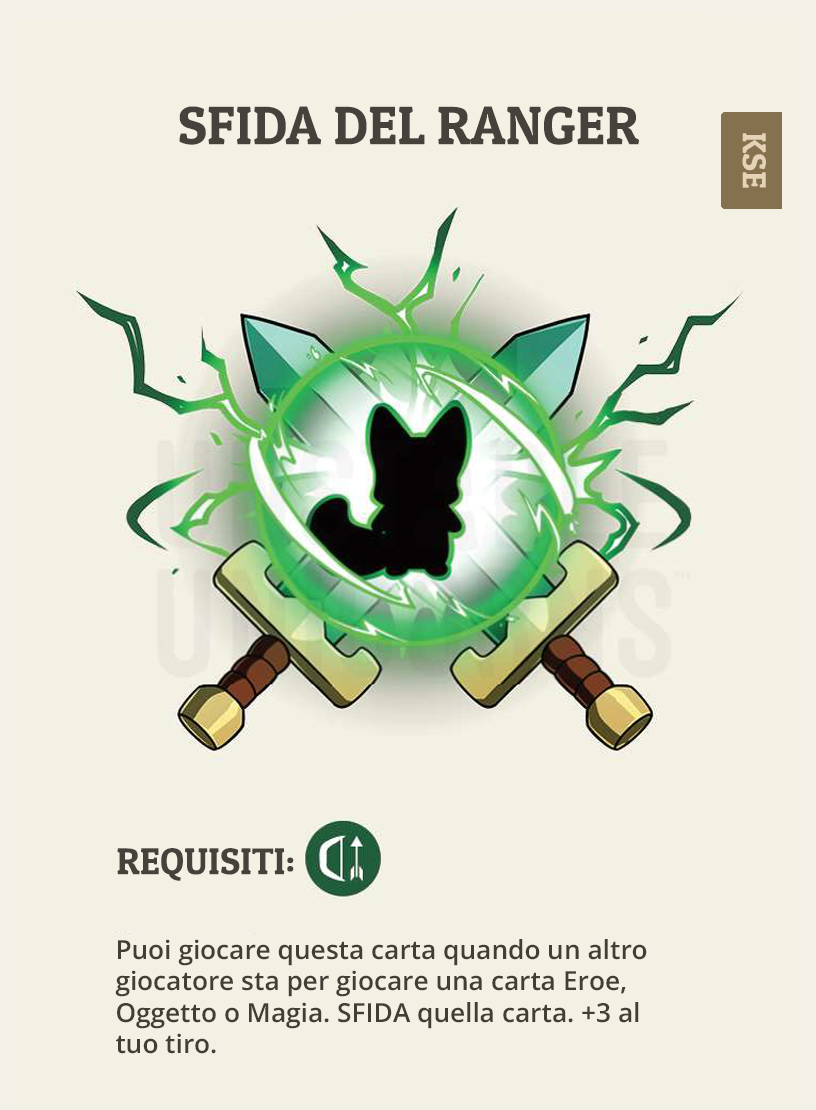 SFIDA DEL RANGER
KSE
REQUISITI:
Puoi giocare questa carta quando un altro
giocatore sta per giocare una carta Eroe,
Oggetto o Magia. SFIDA quella carta. +3 al
tuo tiro.